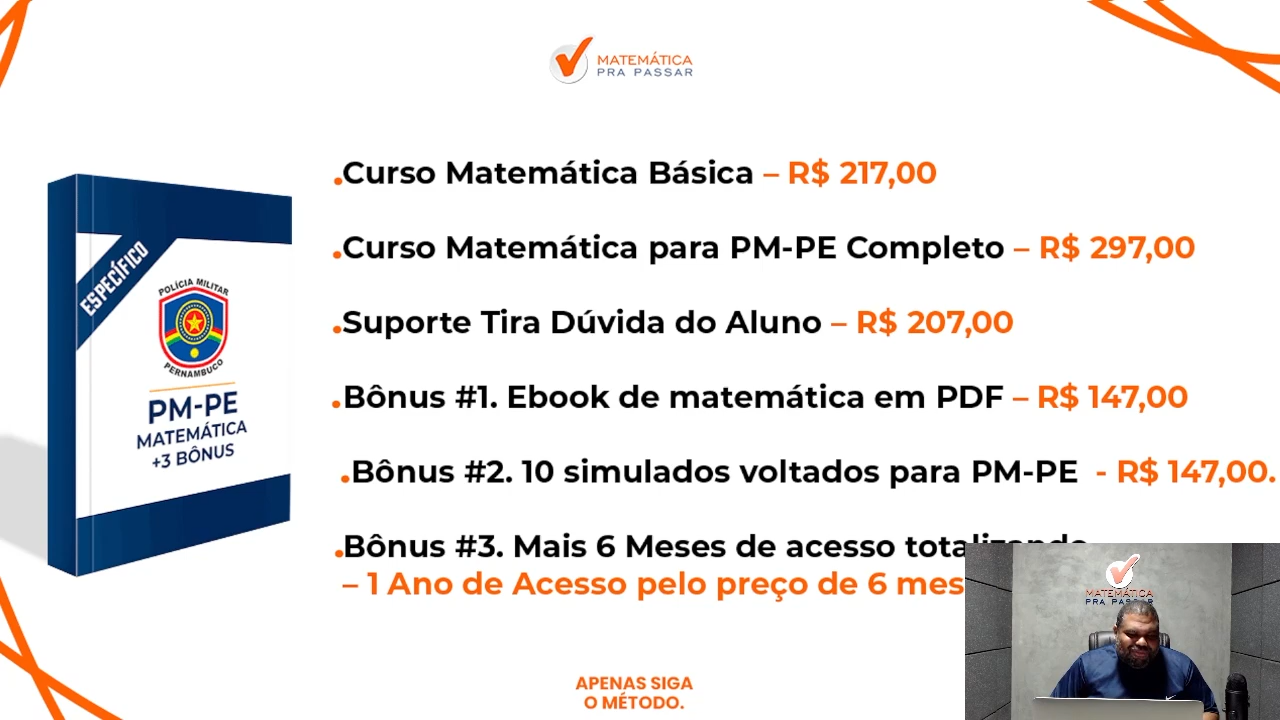 MATEMÁTICA
PRA PASSAR
.Curso Matemática Básica – R$ 217,00
.Curso Matemática para PM-PE Completo – R$ 297,00
.Suporte Tira Dúvida do Aluno – R$ 207,00
.Bônus #1. Ebook de matemática em PDF – R$ 147,00
.Bônus #2. 10 simulados voltados para PM-PE - R$ 147,00.
.Bônus #3. Mais 6 Meses de acesso totalizando
– 1 Ano de Acesso pelo preço de 6 mes
ESPECÍFICO
POLÍCIA MILITAR
PERNAMBUCO
PM-PE
MATEMÁTICA
+3 BÔNUS
MATEMÁTICA
PRA PASSAR
APENAS SIGA
O MÉTODO.